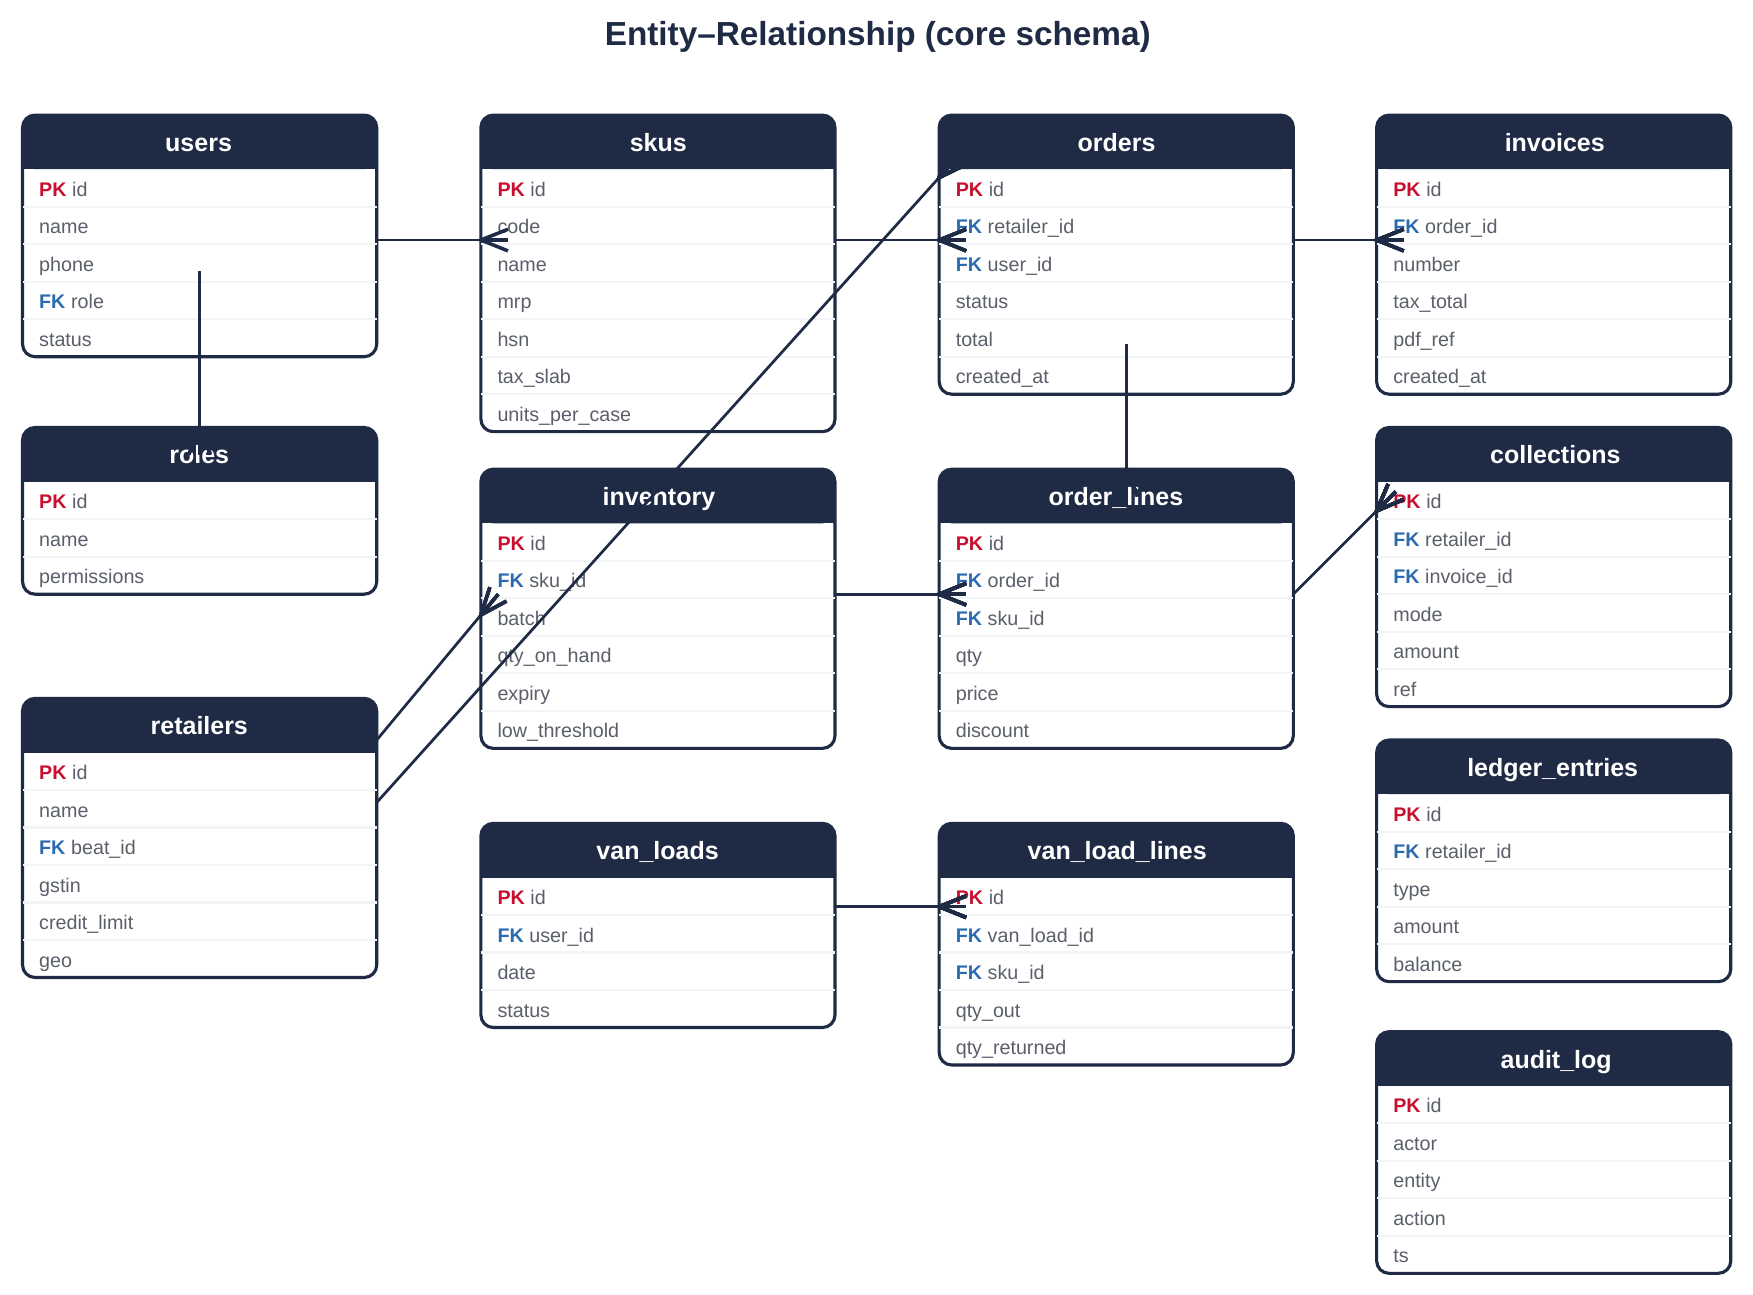 Entity–Relationship (core schema)
users
PK id
name
phone
FK role
status
roles
PK id
name
permissions
retailers
PK id
name
FK beat_id
gstin
credit_limit
geo
skus
PK id
code
name
mrp
hsn
tax_slab
units_per_case
inventory
PK id
FK sku_id
batch
qty_on_hand
expiry
low_threshold
van_loads
PK id
FK user_id
date
status
orders
PK id
FK retailer_id
FK user_id
status
total
created_at
order_lines
PK id
FK order_id
FK sku_id
qty
price
discount
van_load_lines
PK id
FK van_load_id
FK sku_id
qty_out
qty_returned
invoices
PK id
FK order_id
number
tax_total
pdf_ref
created_at
collections
PK id
FK retailer_id
FK invoice_id
mode
amount
ref
ledger_entries
PK id
FK retailer_id
type
amount
balance
audit_log
PK id
actor
entity
action
ts